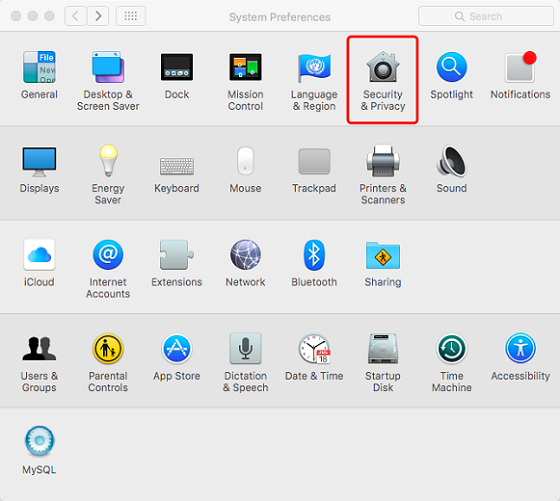 System Preferences
Search
File
New
Ope
General
Desktop &
Screen Saver
Dock
Mission
Control
Language
& Region
Security
& Privacy
Spotlight
Notifications
Displays
Energy
Saver
Keyboard
Mouse
Trackpad
Printers &
Scanners
Sound
iCloud
Internet
Accounts
Extensions
Network
Bluetooth
Sharing
JUL
18
Users &
Groups
Parental
Controls
App Store
Dictation
& Speech
Date & Time
Startup
Disk
Time
Machine
Accessibility
MySQL